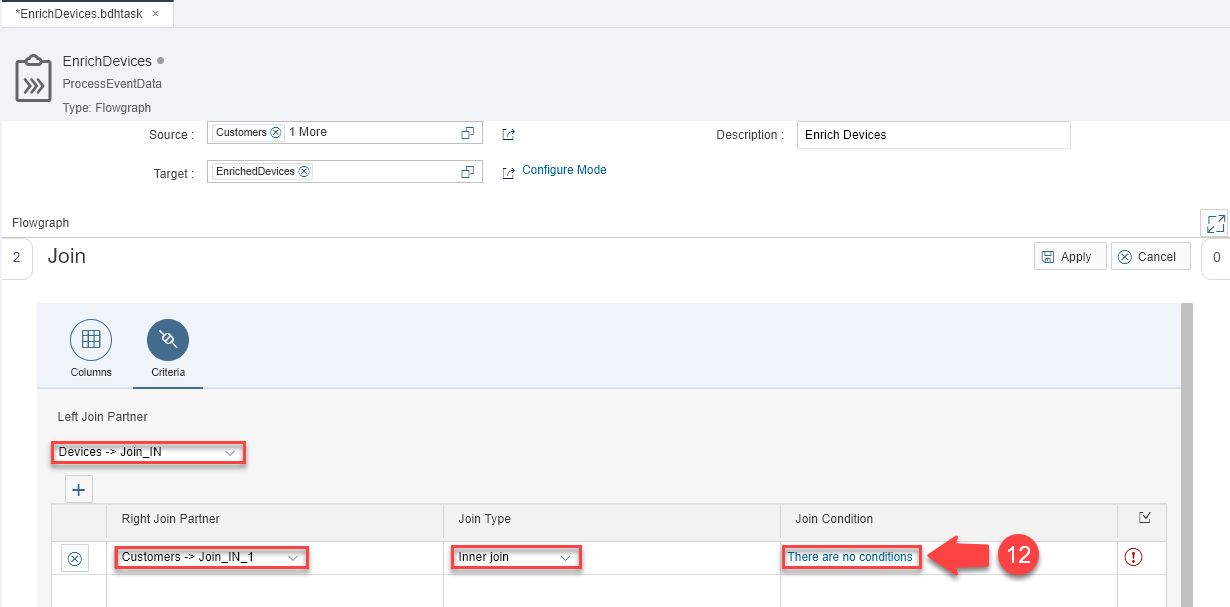 *EnrichDevices.bdhtask ×
EnrichDevices
ProcessEventData
Type: Flowgraph
Source : Customers 1 More
Description : Enrich Devices
Target : EnrichedDevices
Configure Mode
Flowgraph
2 Join
Apply Cancel 0
Columns Criteria
Left Join Partner
Devices -> Join_IN
+
Right Join Partner Join Type Join Condition
Customers -> Join_IN_1 Inner join There are no conditions 12